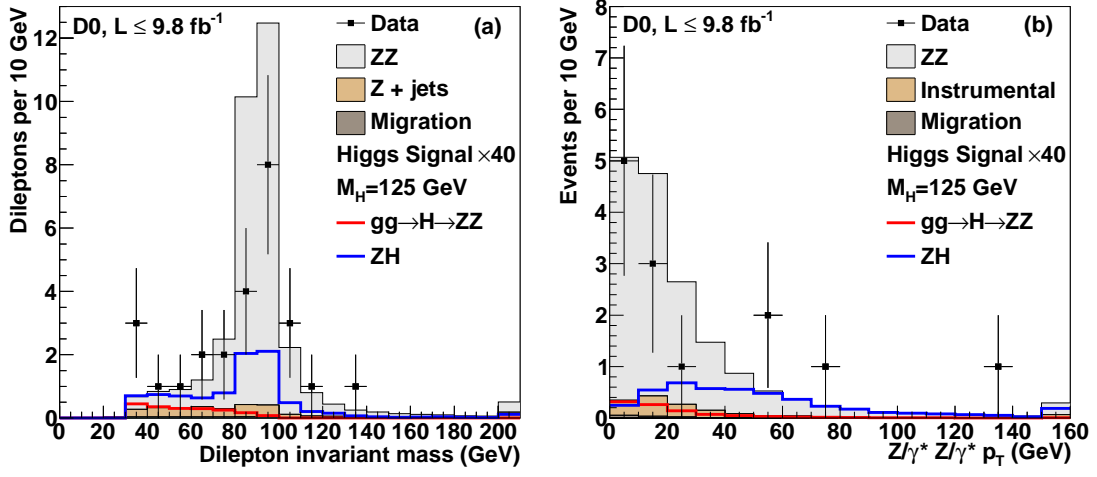 D0, L ≤ 9.8 fb⁻¹
(a)
Data
ZZ
Z + jets
Migration
Higgs Signal ×40
M_H=125 GeV
gg→H→ZZ
ZH
Dileptons per 10 GeV
12
10
8
6
4
2
0
0 20 40 60 80 100 120 140 160 180 200
Dilepton invariant mass (GeV)
D0, L ≤ 9.8 fb⁻¹
(b)
Data
ZZ
Instrumental
Migration
Higgs Signal ×40
M_H=125 GeV
gg→H→ZZ
ZH
Events per 10 GeV
8
7
6
5
4
3
2
1
0
0 20 40 60 80 100 120 140 160
Z/γ* Z/γ* p_T (GeV)